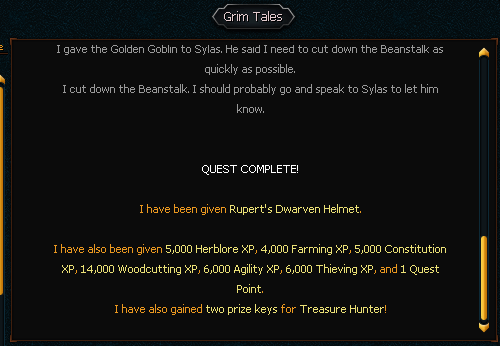 Grim Tales
I gave the Golden Goblin to Sylas. He said I need to cut down the Beanstalk as
quickly as possible.
I cut down the Beanstalk. I should probably go and speak to Sylas to let him
know.
QUEST COMPLETE!
I have been given Rupert's Dwarven Helmet.
I have also been given 5,000 Herblore XP, 4,000 Farming XP, 5,000 Constitution
XP, 14,000 Woodcutting XP, 6,000 Agility XP, 6,000 Thieving XP, and 1 Quest
Point.
I have also gained two prize keys for Treasure Hunter!